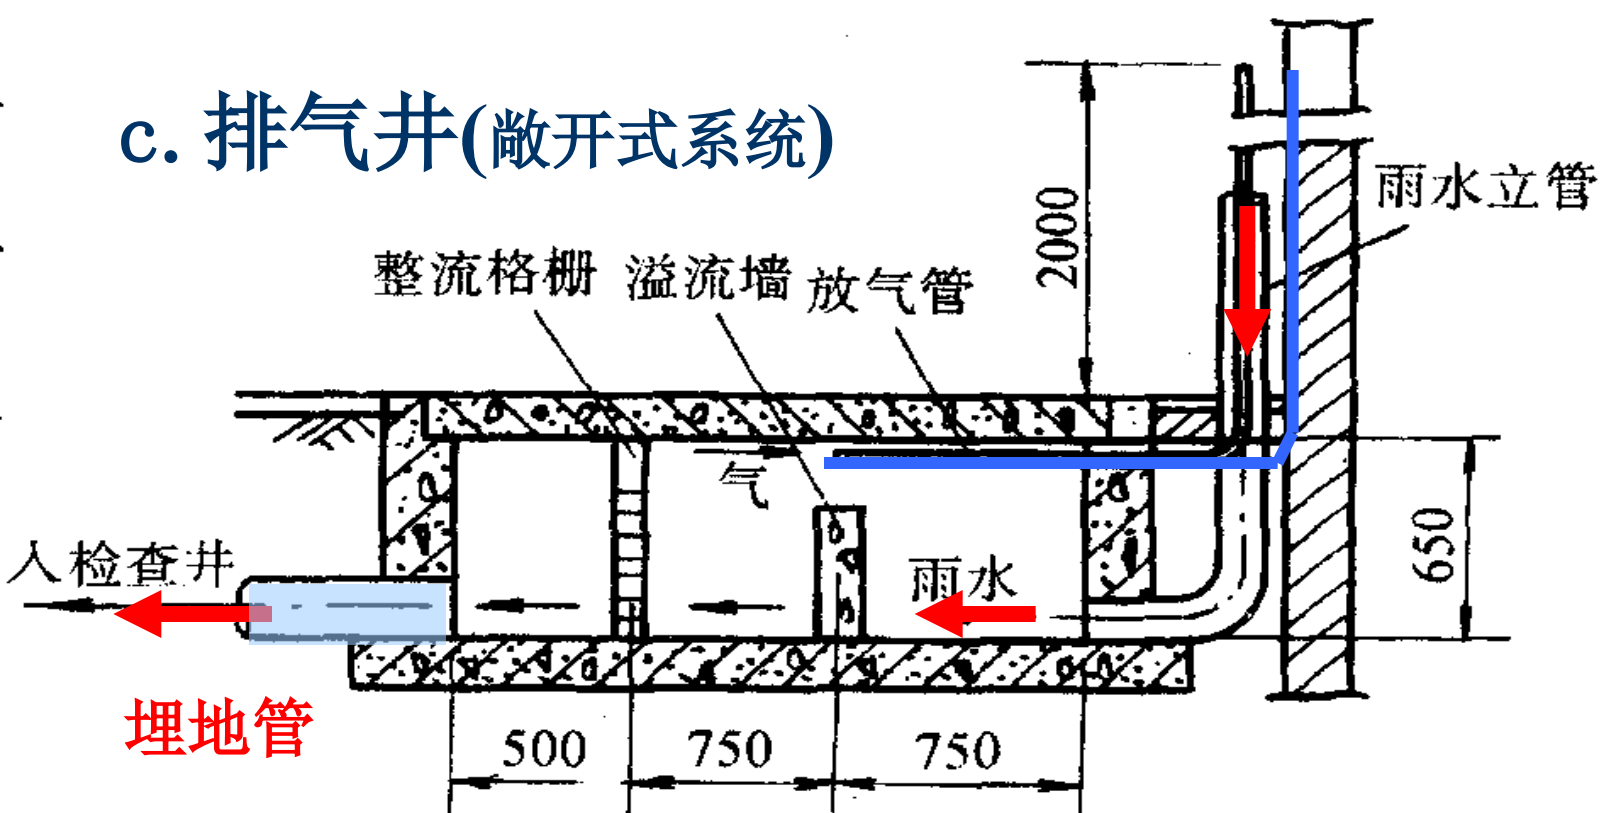 c. 排气井(敞开式系统)
雨水立管
2000
整流格栅
溢流墙
放气管
气
入检查井
雨水
650
埋地管
500
750
750